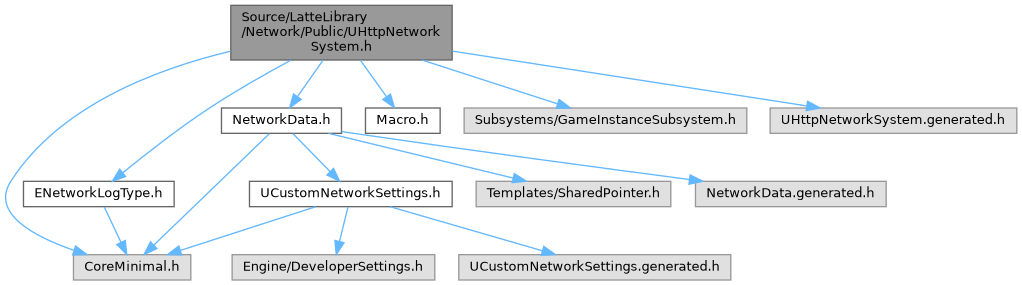 Source/LatteLibrary
/Network/Public/UHttpNetwork
System.h
NetworkData.h
Macro.h
Subsystems/GameInstanceSubsystem.h
UHttpNetworkSystem.generated.h
ENetworkLogType.h
UCustomNetworkSettings.h
Templates/SharedPointer.h
NetworkData.generated.h
CoreMinimal.h
Engine/DeveloperSettings.h
UCustomNetworkSettings.generated.h